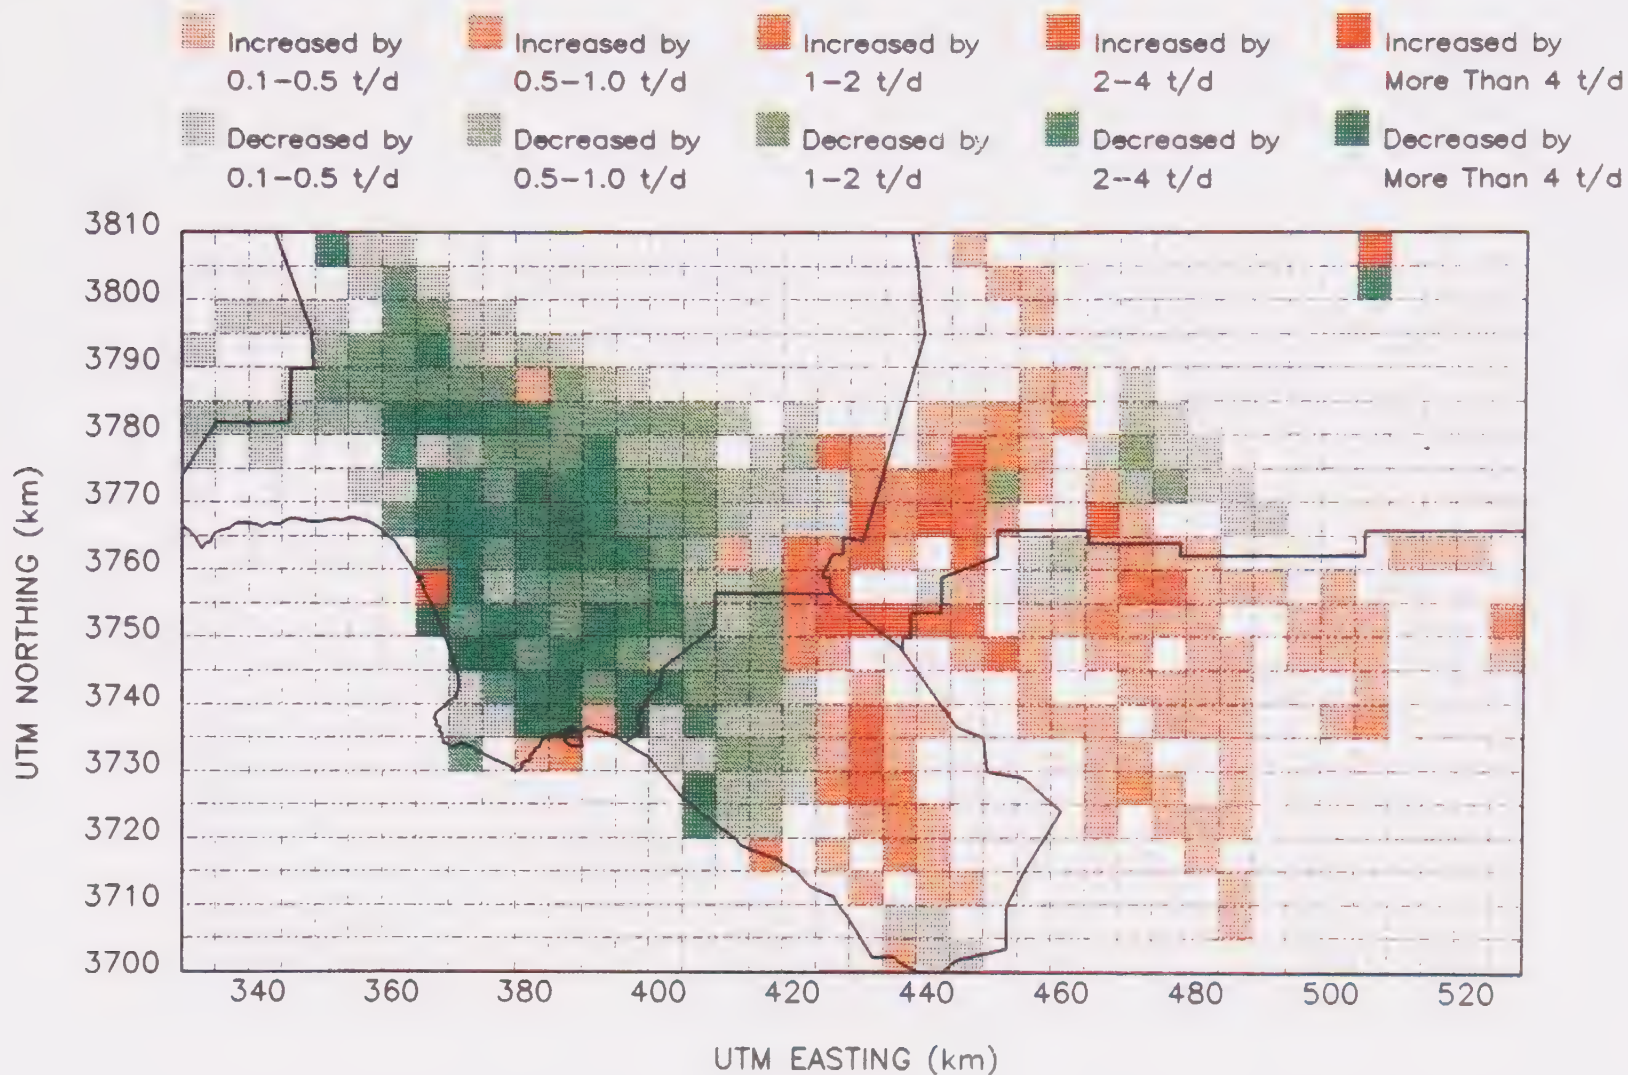 Increased by
0.1-0.5 t/d
Increased by
0.5-1.0 t/d
Increased by
1-2 t/d
Increased by
2-4 t/d
Increased by
More Than 4 t/d
Decreased by
0.1-0.5 t/d
Decreased by
0.5-1.0 t/d
Decreased by
1-2 t/d
Decreased by
2-4 t/d
Decreased by
More Than 4 t/d
3810
3800
3790
3780
3770
3760
3750
3740
3730
3720
3710
3700
UTM NORTHING (km)
340 360 380 400 420 440 460 480 500 520
UTM EASTING (km)